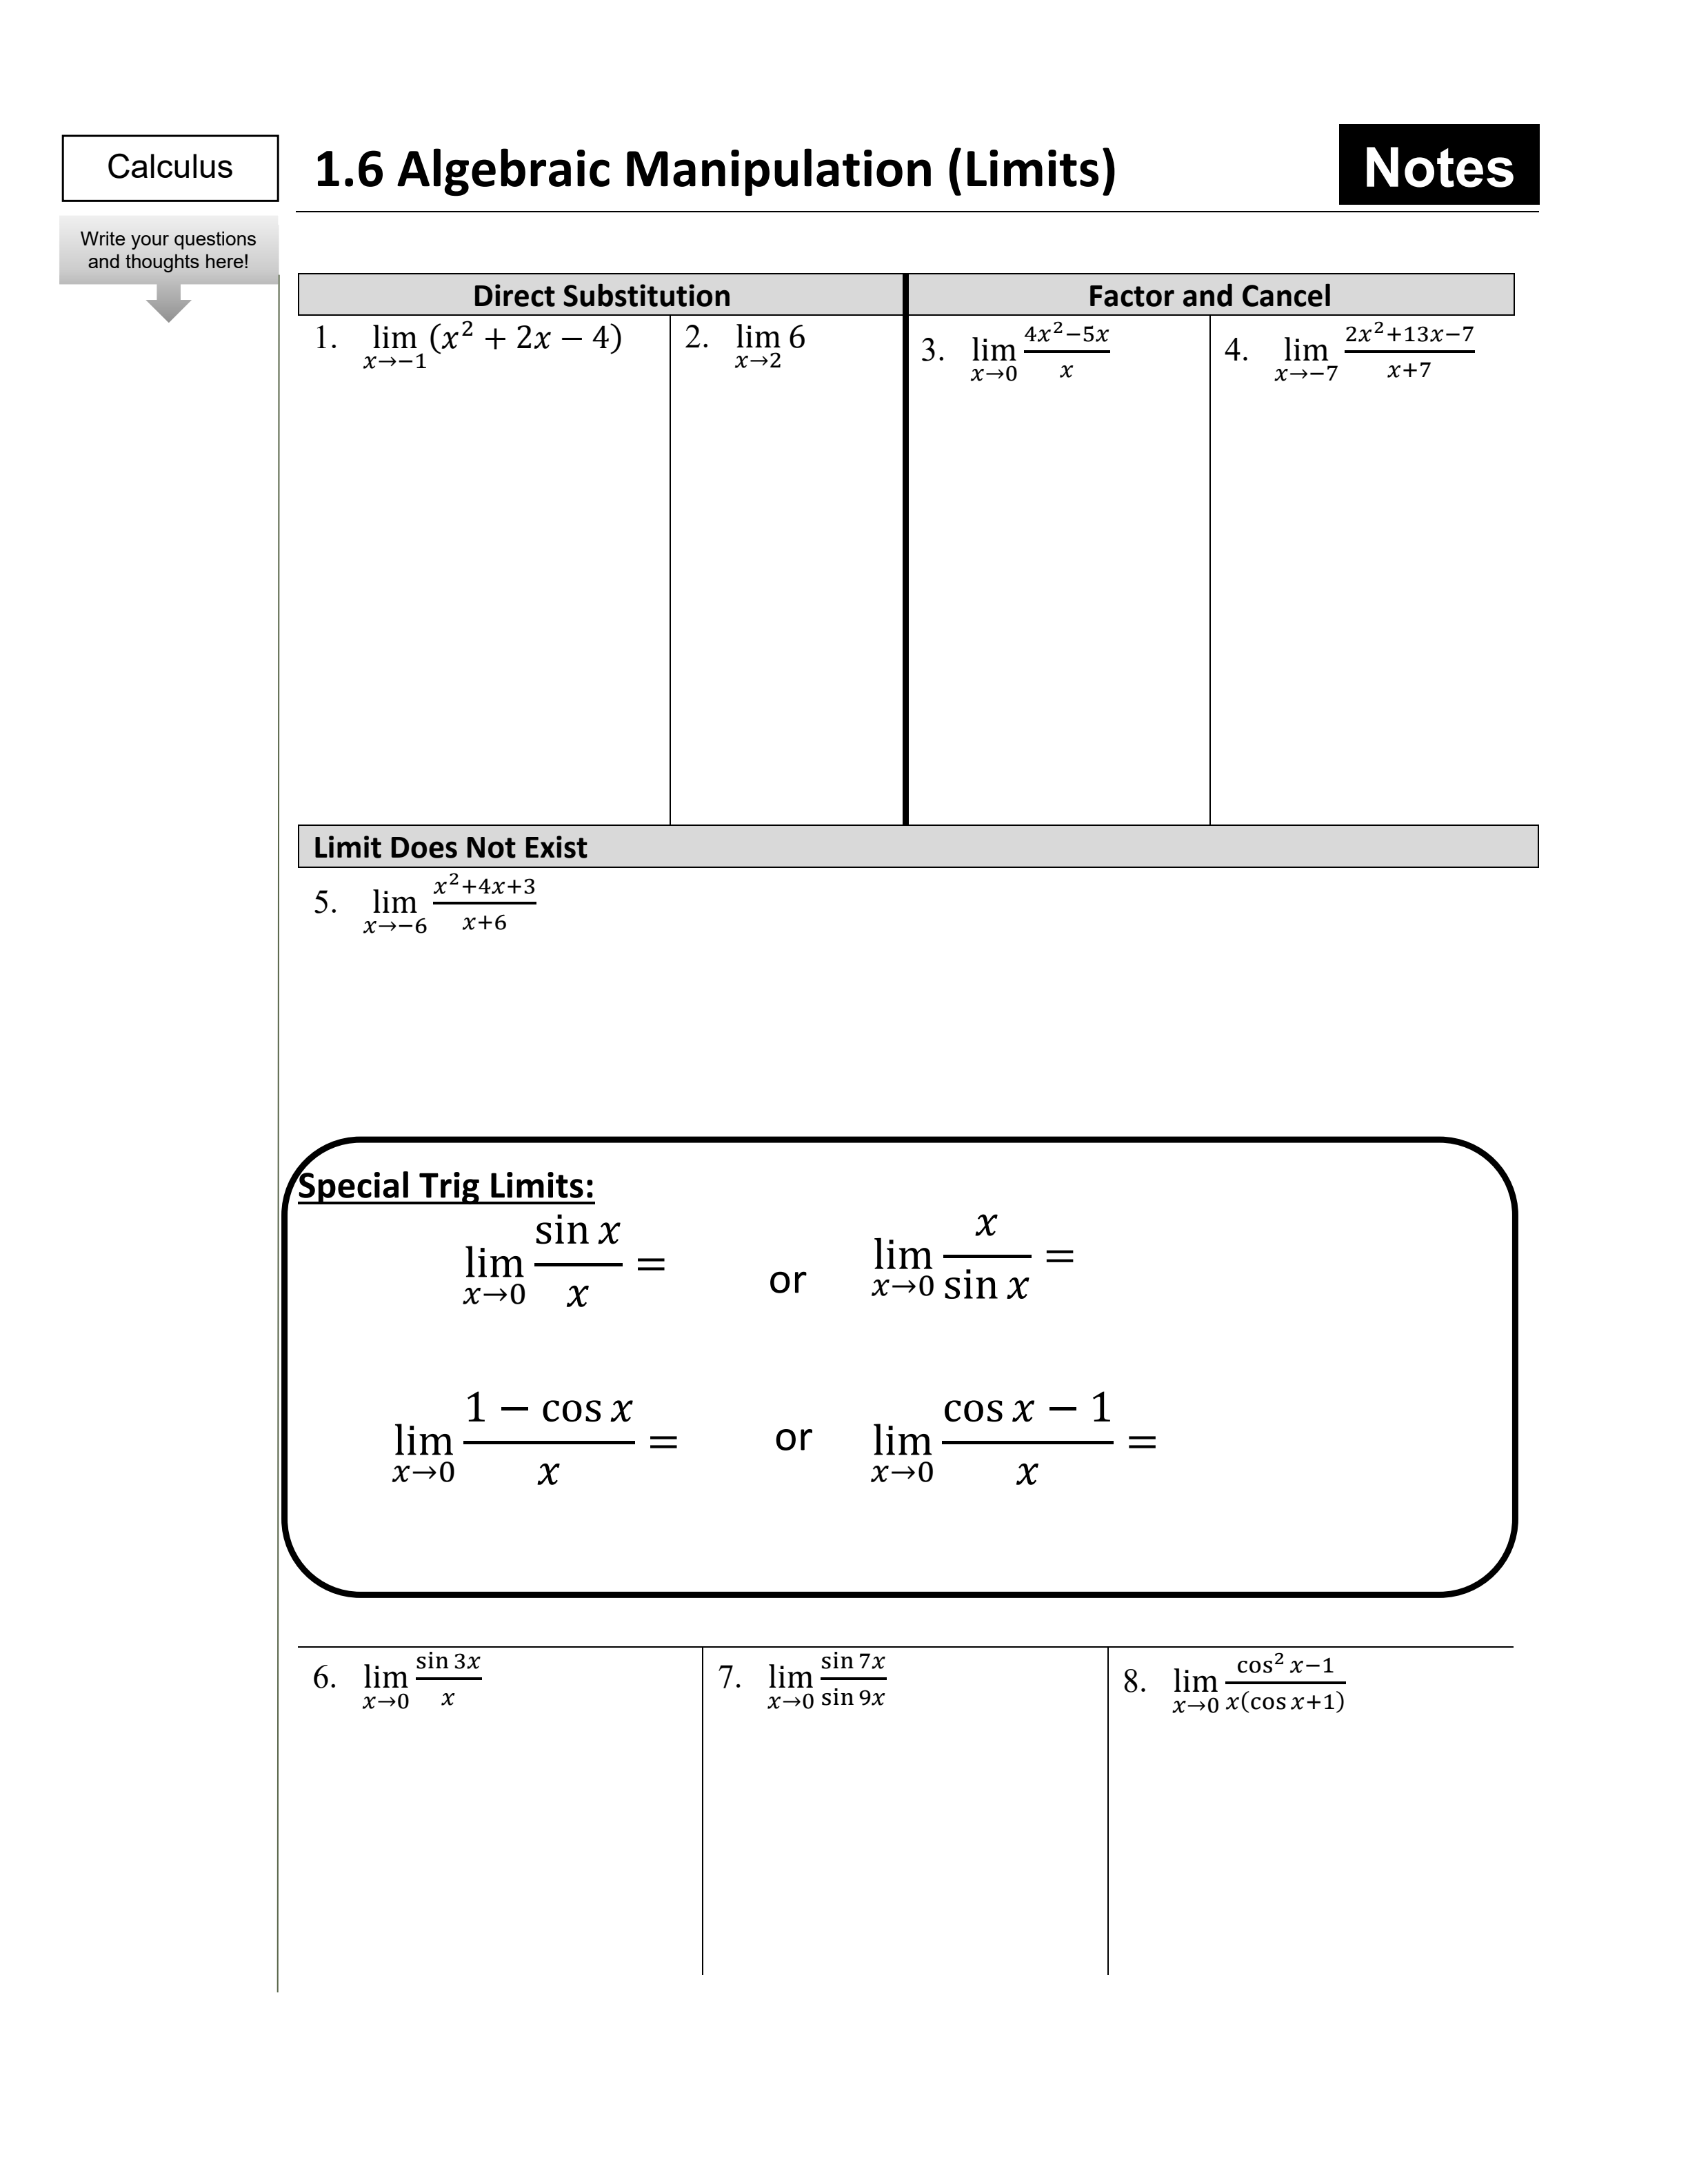 Calculus
1.6 Algebraic Manipulation (Limits)
Notes
Write your questions
and thoughts here!
Direct Substitution
Factor and Cancel
1. lim_{x→−1} (x² + 2x − 4)
2. lim_{x→2} 6
3. lim_{x→0} (4x²−5x)/x
4. lim_{x→−7} (2x²+13x−7)/(x+7)
Limit Does Not Exist
5. lim_{x→−6} (x²+4x+3)/(x+6)
Special Trig Limits:
lim_{x→0} (sin x)/x = or lim_{x→0} x/(sin x) =
lim_{x→0} (1 − cos x)/x = or lim_{x→0} (cos x − 1)/x =
6. lim_{x→0} (sin 3x)/x
7. lim_{x→0} (sin 7x)/(sin 9x)
8. lim_{x→0} (cos² x−1)/(x(cos x+1))